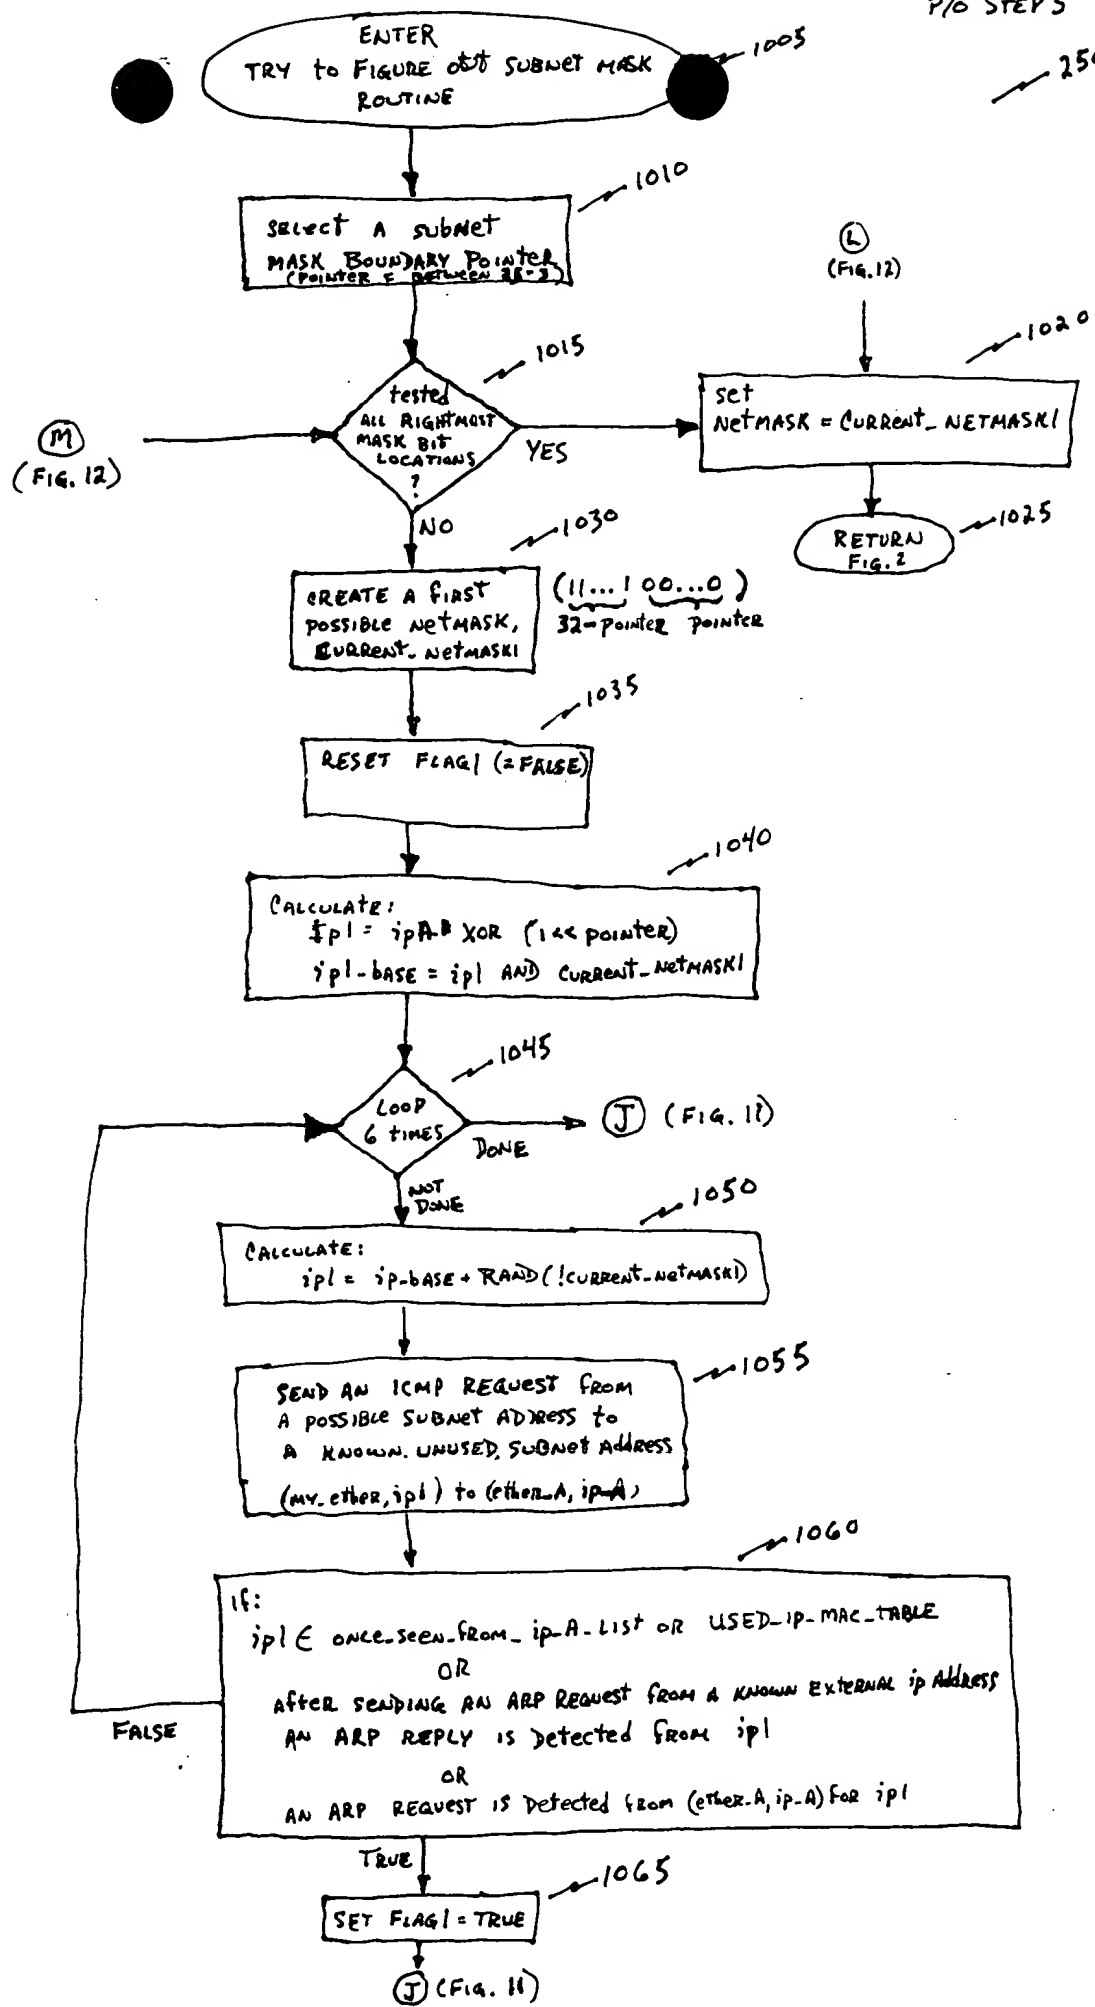 P/O STEPS
250
ENTER
TRY to FIGURE OUT SUBNET MASK
ROUTINE
1005
1010
SELECT A SUBNET
MASK BOUNDARY POINTER
(POINTER = BETWEEN
1015
tested
ALL RIGHTMOST
MASK BIT
LOCATIONS
?
YES
NO
M
(FIG. 12)
L
(FIG. 12)
1020
set
NETMASK = CURRENT_NETMASK1
1025
RETURN
FIG. 2
1030
CREATE A FIRST
POSSIBLE NETMASK,
CURRENT_NETMASK1
(11...1 00...0)
32-POINTER POINTER
1035
RESET FLAG1 (=FALSE)
1040
CALCULATE:
ip1 = ipA XOR (1<< POINTER)
ip1-BASE = ip1 AND CURRENT_NETMASK1
1045
LOOP
6 TIMES
DONE
J (FIG. 11)
NOT
DONE
1050
CALCULATE:
ip1 = ip-BASE + RAND(!CURRENT_NETMASK1)
1055
SEND AN ICMP REQUEST FROM
A POSSIBLE SUBNET ADDRESS TO
A KNOWN. UNUSED, SUBNET ADDRESS
(MY_ether, ip1) to (ether_A, ip_A)
1060
IF:
ip1 ∈ ONCE_SEEN_FROM_ip_A_LIST OR USED_ip_MAC_TABLE
OR
AFTER SENDING AN ARP REQUEST FROM A KNOWN EXTERNAL ip ADDRESS
AN ARP REPLY IS DETECTED FROM ip1
OR
AN ARP REQUEST IS DETECTED FROM (ether_A, ip_A) FOR ip1
FALSE
TRUE
1065
SET FLAG1 = TRUE
J (FIG. 11)